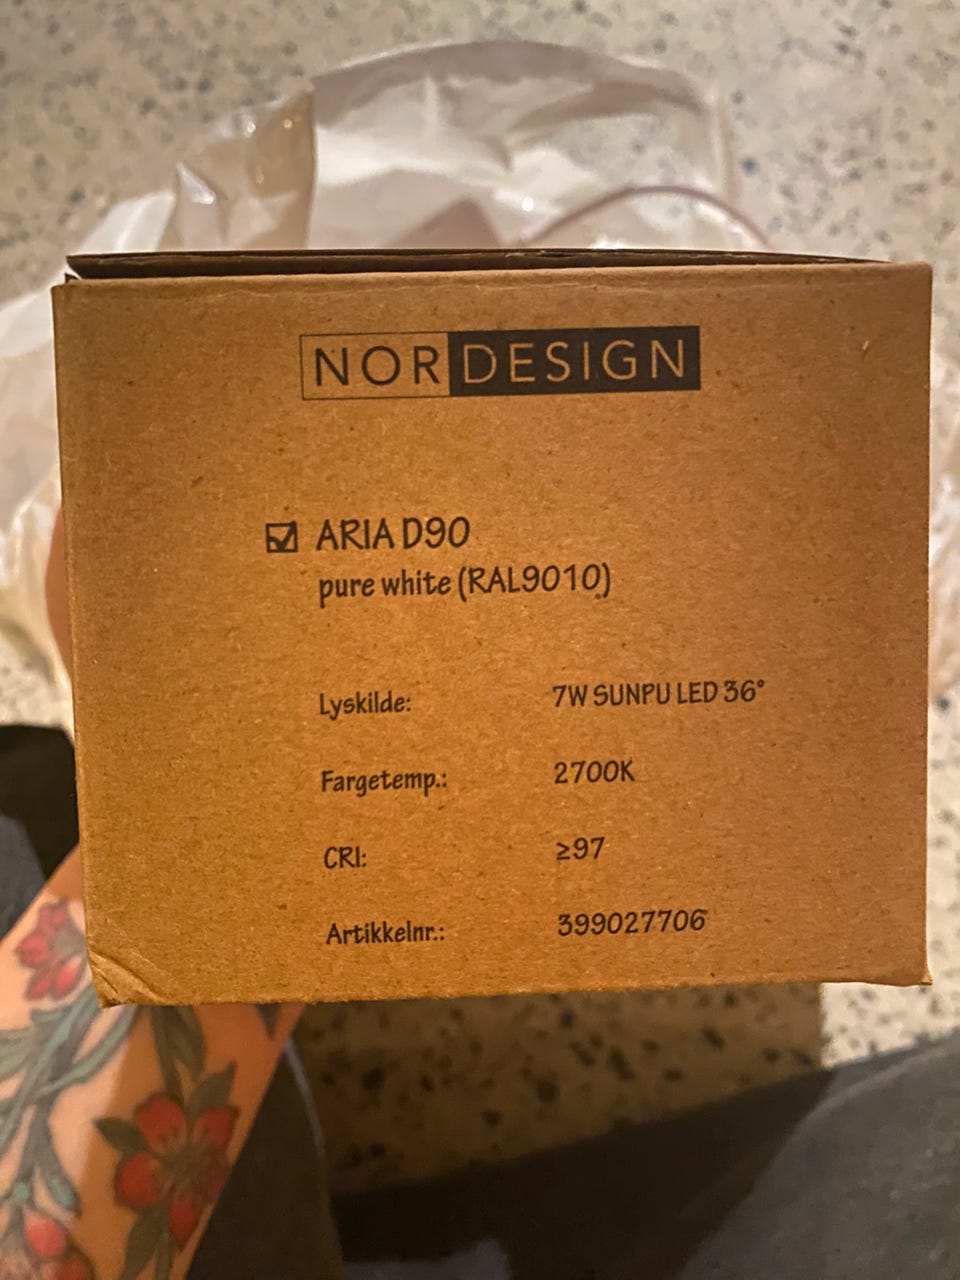 NORDESIGN
ARIA D90
pure white (RAL9010)
Lyskilde: 7W SUNPU LED 36°
Fargetemp.: 2700K
CRI: ≥97
Artikkelnr.: 399027706